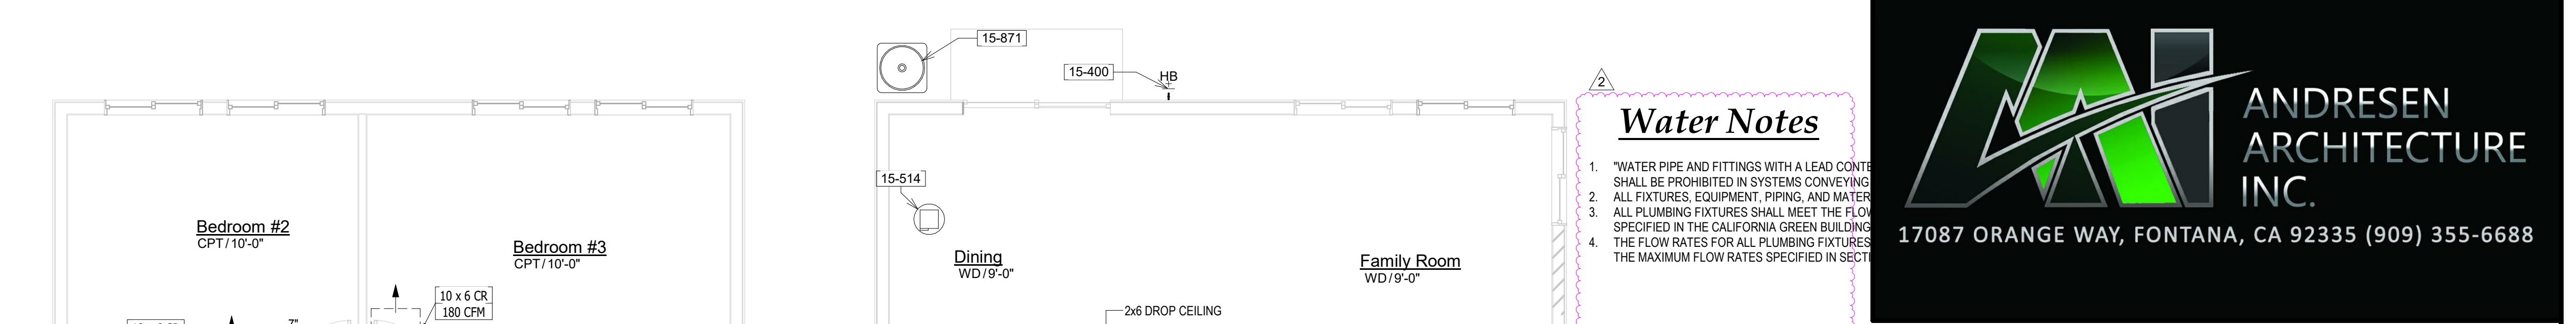 15-871
15-400
HB
2
Water Notes
1. "WATER PIPE AND FITTINGS WITH A LEAD CONTE
SHALL BE PROHIBITED IN SYSTEMS CONVEYING
2. ALL FIXTURES, EQUIPMENT, PIPING, AND MATER
3. ALL PLUMBING FIXTURES SHALL MEET THE FLOW
SPECIFIED IN THE CALIFORNIA GREEN BUILDING
4. THE FLOW RATES FOR ALL PLUMBING FIXTURES
THE MAXIMUM FLOW RATES SPECIFIED IN SECTI
ANDRESEN
ARCHITECTURE
INC.
17087 ORANGE WAY, FONTANA, CA 92335 (909) 355-6688
15-514
Bedroom #2
CPT / 10'-0"
Bedroom #3
CPT / 10'-0"
Dining
WD / 9'-0"
Family Room
WD / 9'-0"
10 x 6 CR
180 CFM
2x6 DROP CEILING
7"